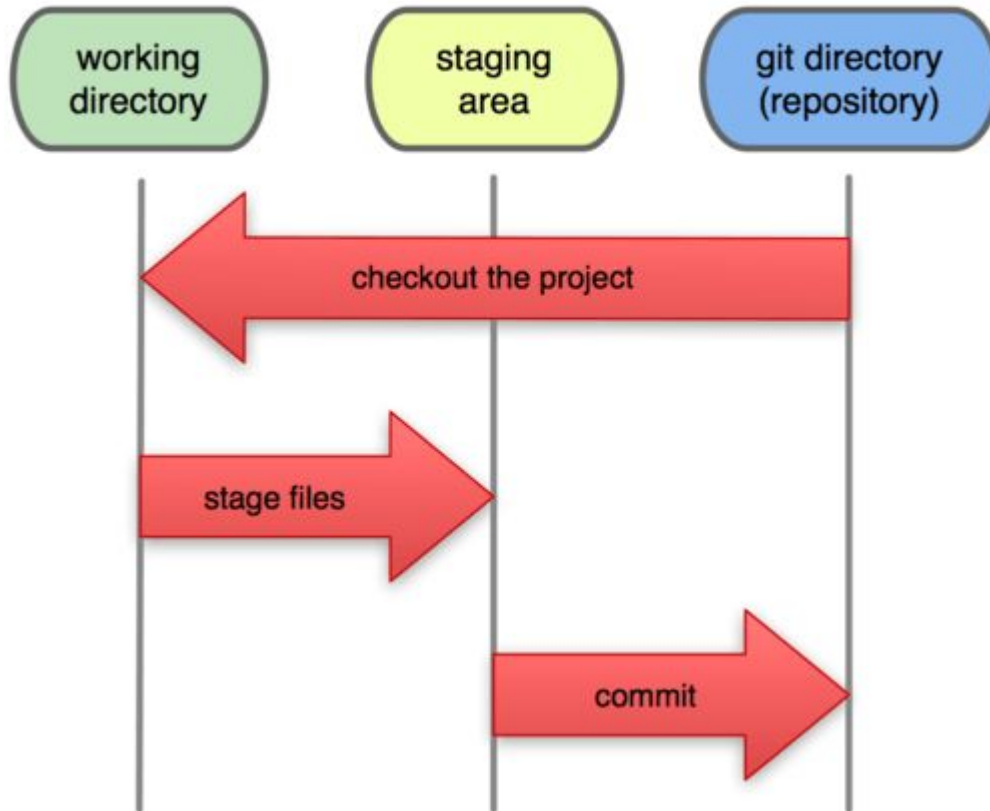 working
directory
staging
area
git directory
(repository)
checkout the project
stage files
commit